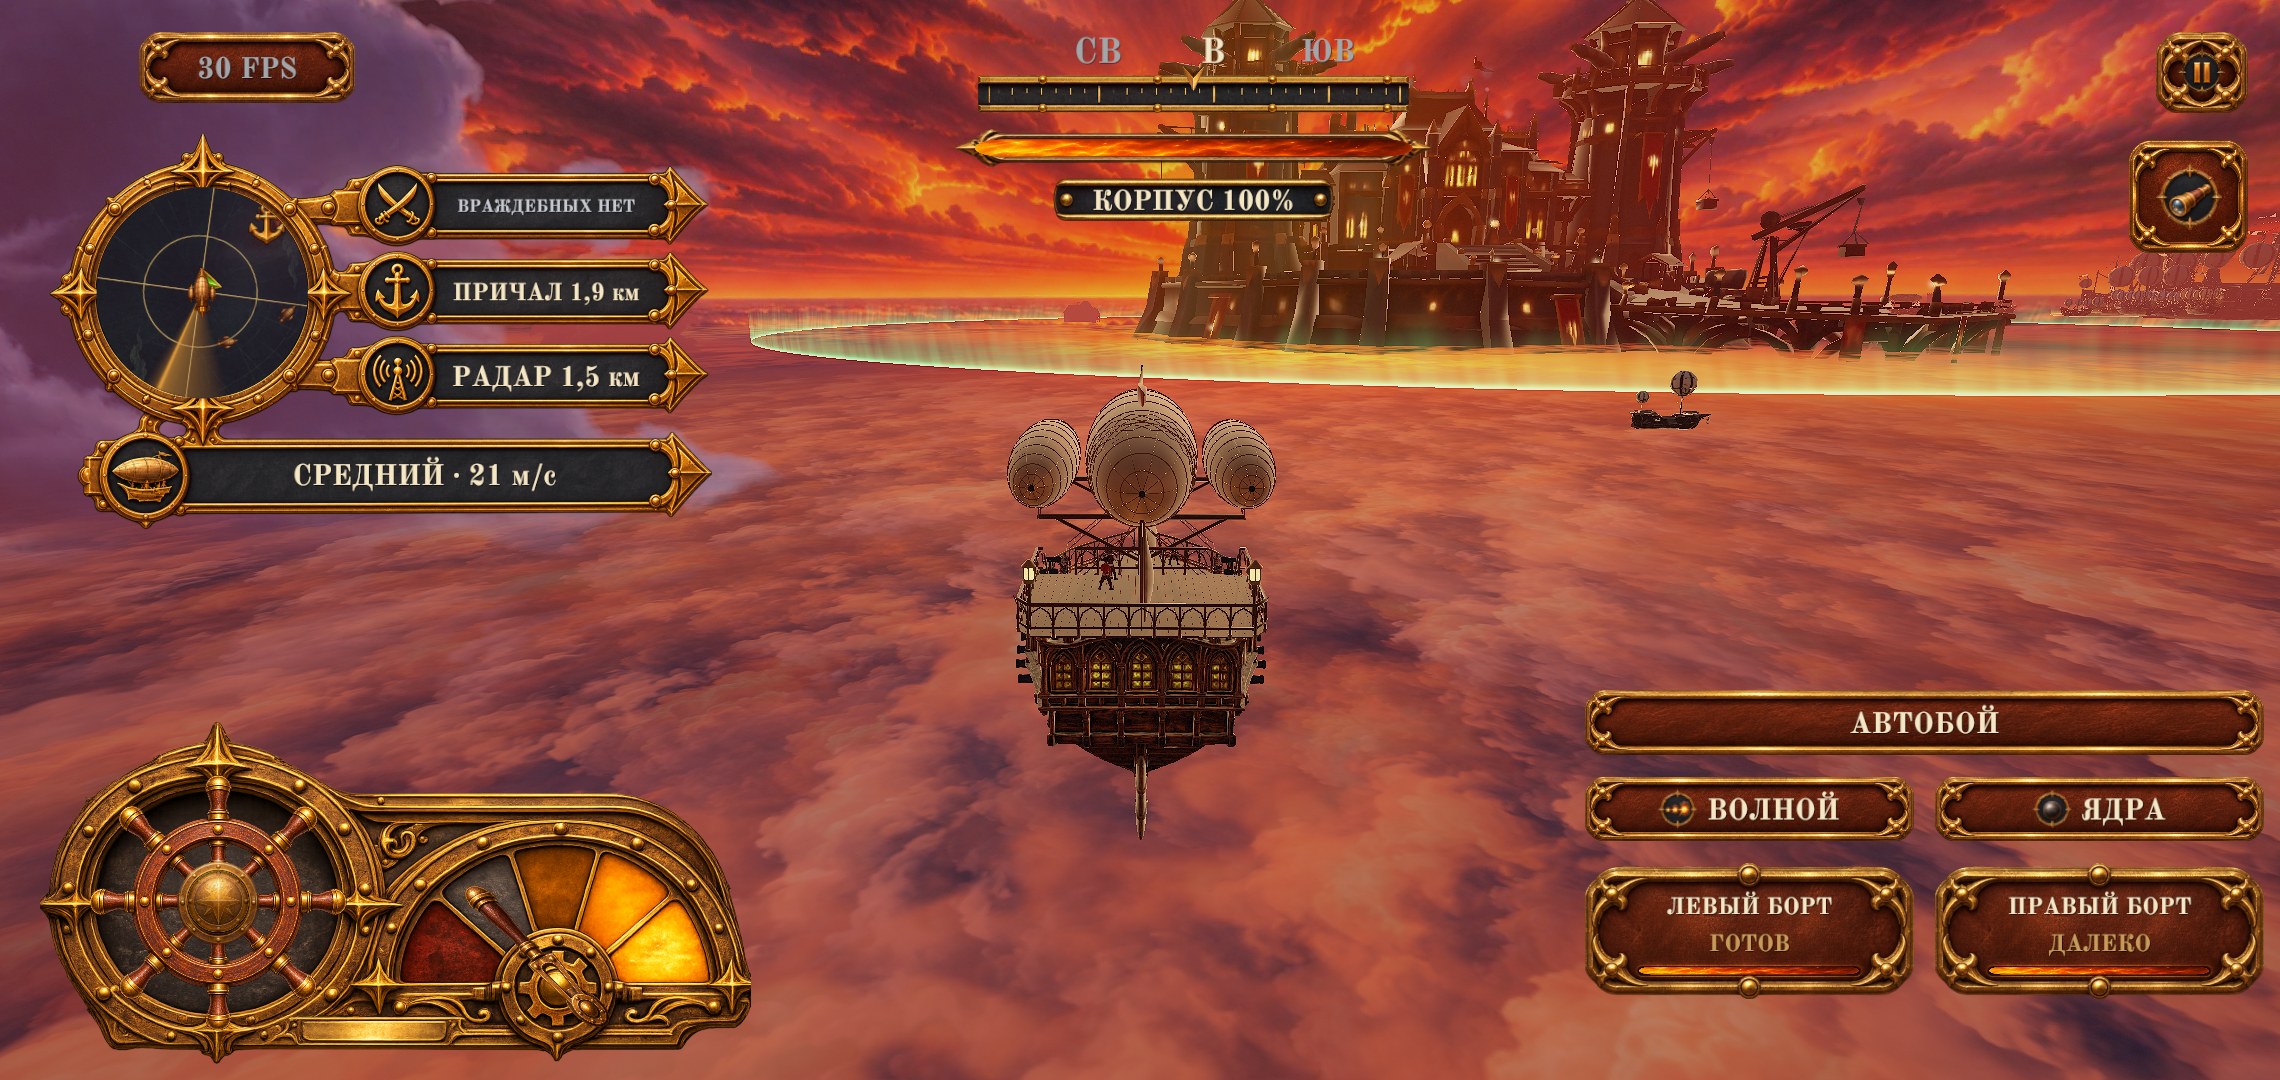 30 FPS
СВ В ЮВ
КОРПУС 100%
ВРАЖДЕБНЫХ НЕТ
ПРИЧАЛ 1,9 км
РАДАР 1,5 км
СРЕДНИЙ · 21 м/с
АВТОБОЙ
ВОЛНОЙ
ЯДРА
ЛЕВЫЙ БОРТ
ГОТОВ
ПРАВЫЙ БОРТ
ДАЛЕКО